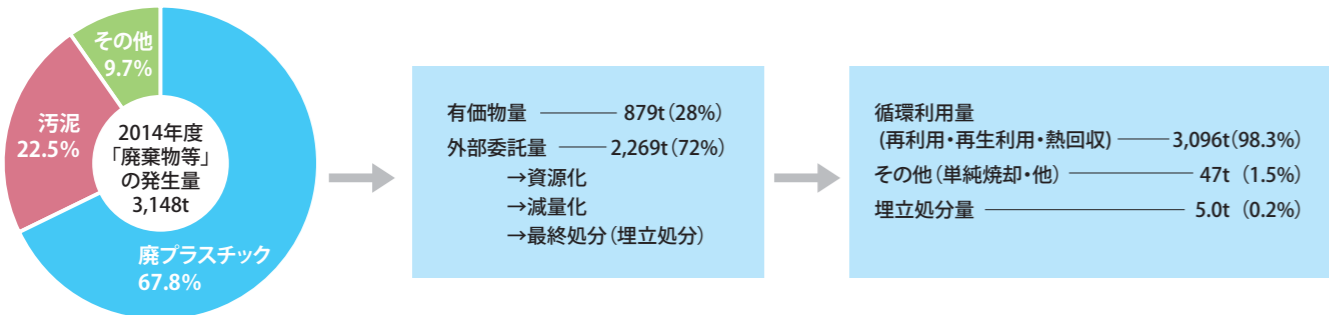 その他
9.7%
汚泥
22.5%
2014年度
「廃棄物等」
の発生量
3,148t
廃プラスチック
67.8%
有価物量 879t(28%)
外部委託量 2,269t(72%)
→資源化
→減量化
→最終処分(埋立処分)
循環利用量
(再利用・再生利用・熱回収) 3,096t(98.3%)
その他(単純焼却・他) 47t (1.5%)
埋立処分量 5.0t (0.2%)